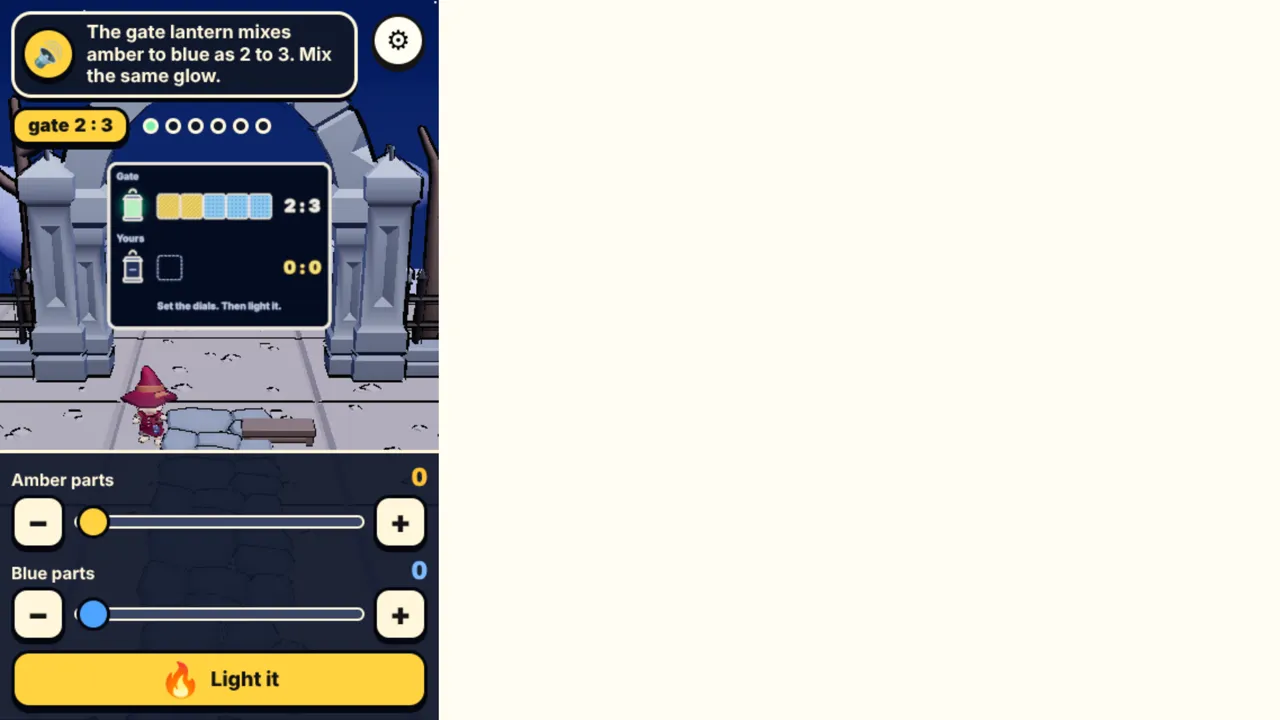 The gate lantern mixes
amber to blue as 2 to 3. Mix
the same glow.
gate 2 : 3
Gate
2:3
Yours
0:0
Set the dials. Then light it.
Amber parts
0
− +
Blue parts
0
− +
Light it